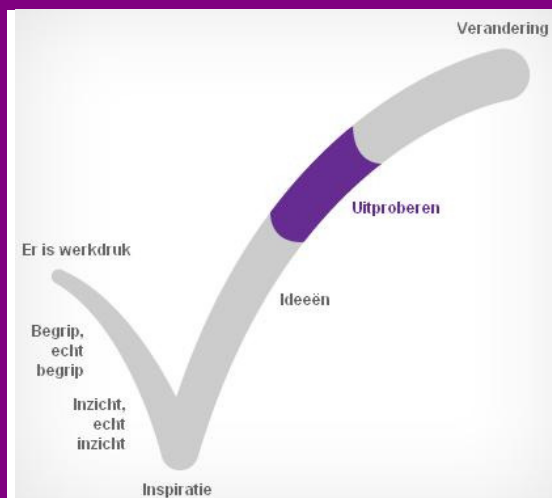 Verandering
Uitproberen
Er is werkdruk
Ideeën
Begrip,
echt
begrip
Inzicht,
echt
inzicht
Inspiratie